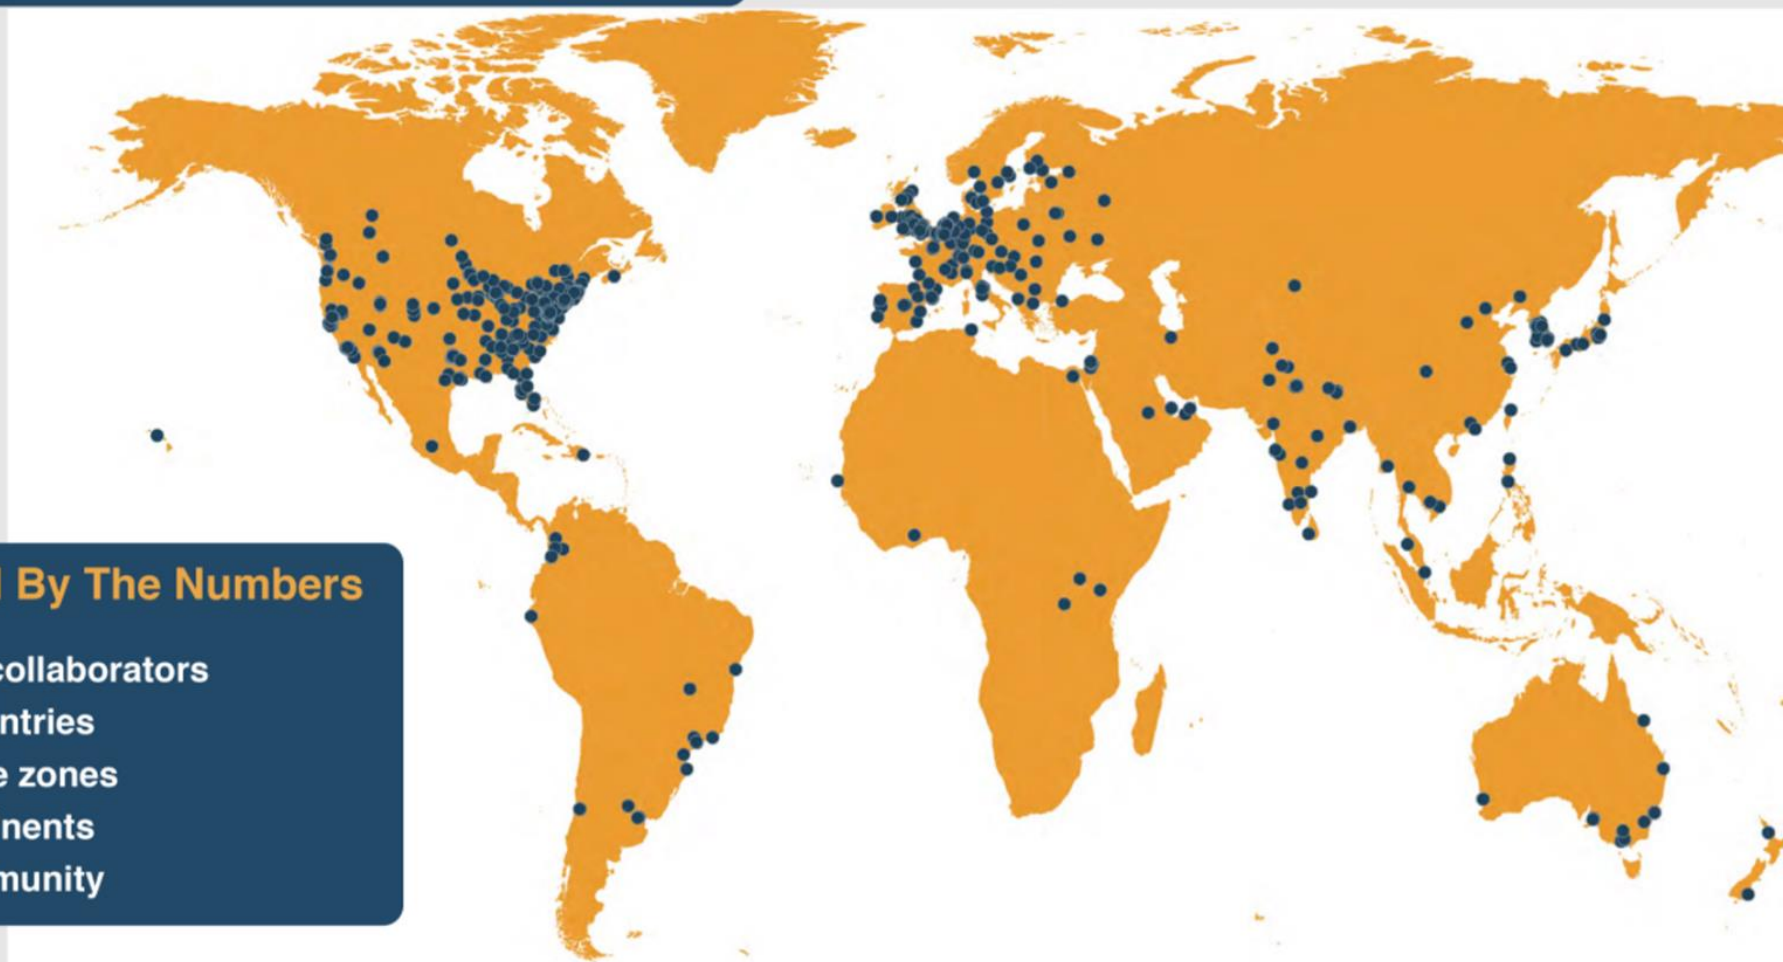 By The Numbers
collaborators
ntries
e zones
nents
munity